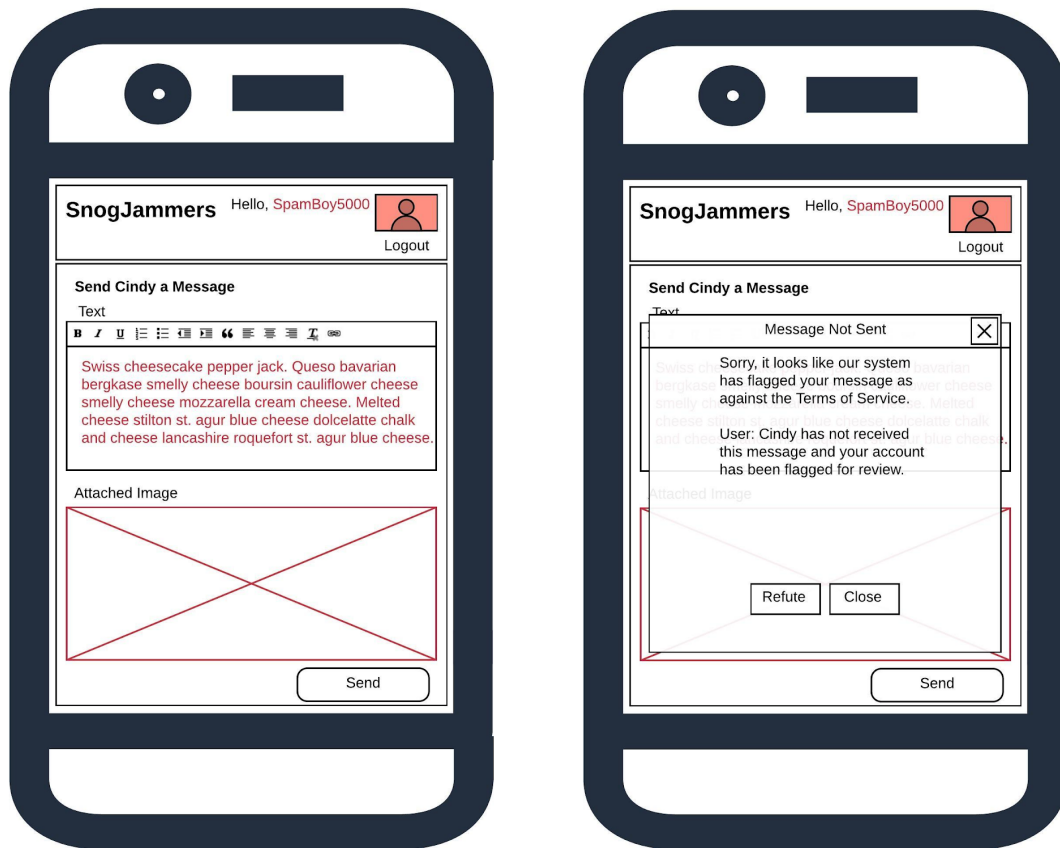 SnogJammers
Hello, SpamBoy5000
Logout
Send Cindy a Message
Text
B I U
Swiss cheesecake pepper jack. Queso bavarian
bergkase smelly cheese boursin cauliflower cheese
smelly cheese mozzarella cream cheese. Melted
cheese stilton st. agur blue cheese dolcelatte chalk
and cheese lancashire roquefort st. agur blue cheese.
Attached Image
Send
SnogJammers
Hello, SpamBoy5000
Logout
Send Cindy a Message
Text
Message Not Sent
Sorry, it looks like our system
has flagged your message as
against the Terms of Service.
User: Cindy has not received
this message and your account
has been flagged for review.
Attached Image
Refute
Close
Send